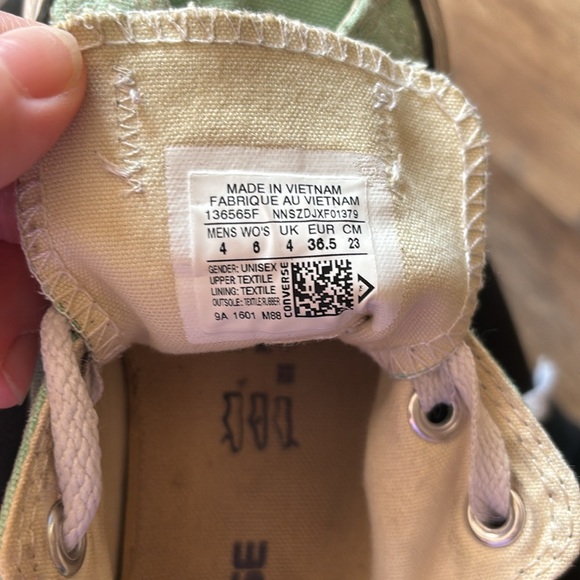 MADE IN VIETNAM
FABRIQUE AU VIETNAM
136565F NNSZDJXF01379
MENS WO'S UK EUR CM
4 6 4 36.5 23
GENDER: UNISEX
UPPER TEXTILE
LINING: TEXTILE
OUTSOLE: TEXTILE RUBBER
9A 1601 M88
CONVERSE
SE